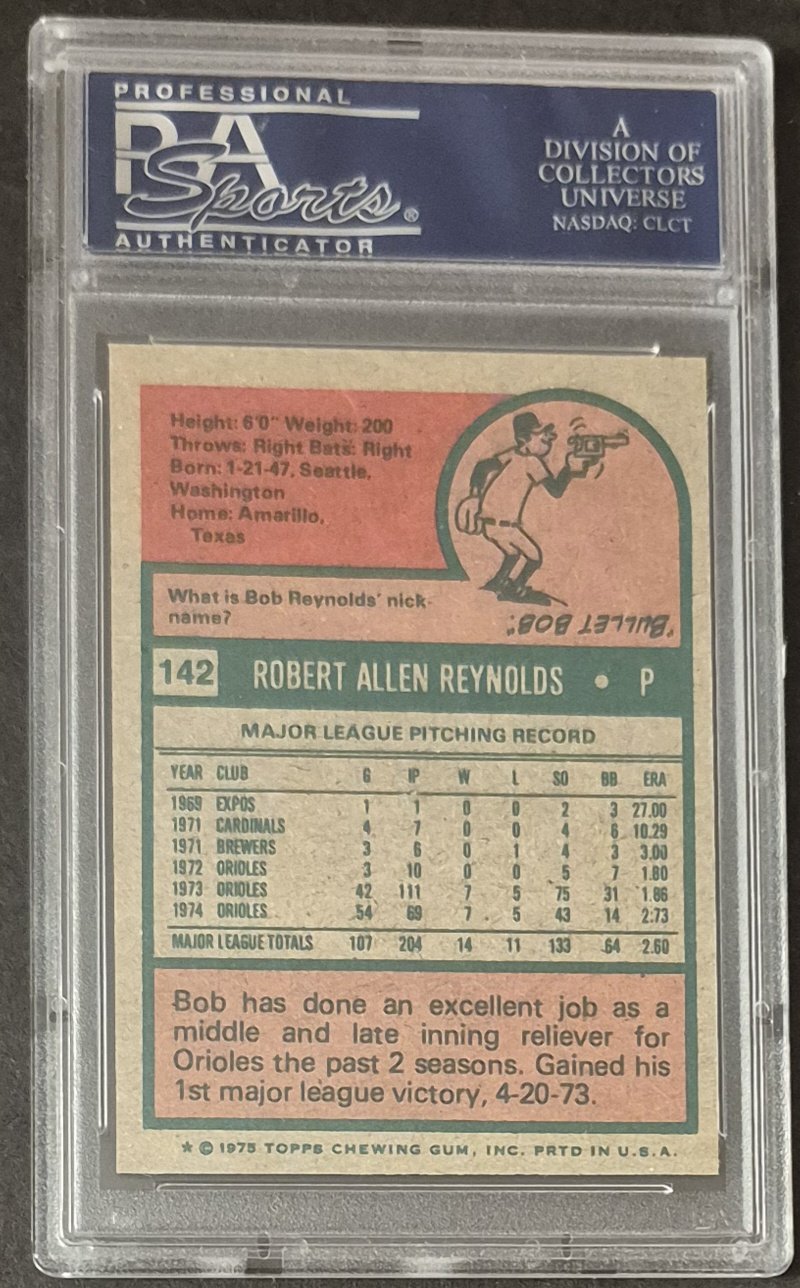 PROFESSIONAL
PSA
Sports®
AUTHENTICATOR
A
DIVISION OF
COLLECTORS
UNIVERSE
NASDAQ: CLCT
Height: 6'0" Weight: 200
Throws: Right Bats: Right
Born: 1-21-47, Seattle,
Washington
Home: Amarillo,
Texas
What is Bob Reynolds' nick-
name?
"BULLET BOB".
142 ROBERT ALLEN REYNOLDS • P
MAJOR LEAGUE PITCHING RECORD
YEAR CLUB G IP W L SO BB ERA
1969 EXPOS 1 1 0 0 2 3 27.00
1971 CARDINALS 4 7 0 0 4 6 10.29
1971 BREWERS 3 6 0 1 4 3 3.00
1972 ORIOLES 3 10 0 0 5 7 1.80
1973 ORIOLES 42 111 7 5 75 31 1.86
1974 ORIOLES 54 69 7 5 43 14 2.73
MAJOR LEAGUE TOTALS 107 204 14 11 133 64 2.60
Bob has done an excellent job as a
middle and late inning reliever for
Orioles the past 2 seasons. Gained his
1st major league victory, 4-20-73.
★ © 1975 TOPPS CHEWING GUM, INC. PRTD IN U.S.A.